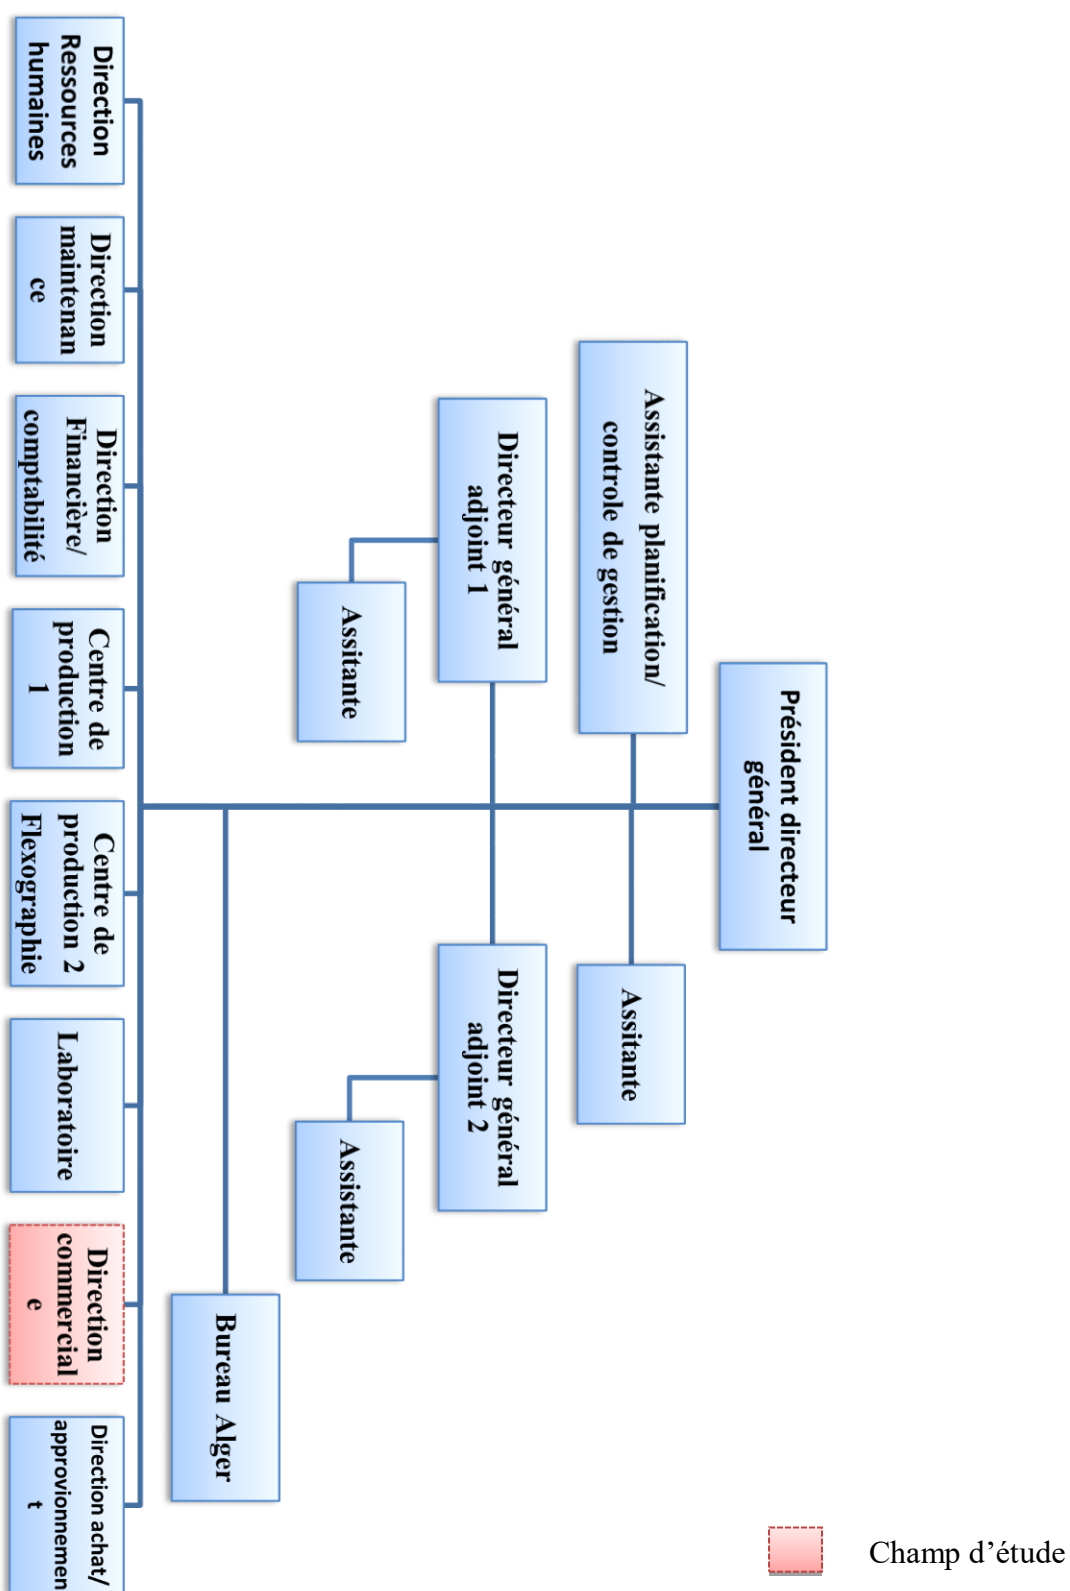 Président directeur
général
Assistante planification/
controle de gestion
Assitante
Directeur général
adjoint 1
Directeur général
adjoint 2
Assitante
Assistante
Bureau Alger
Direction
Ressources
humaines
Direction
maintenan
ce
Direction
Financière/
comptabilité
Centre de
production
1
Centre de
production 2
Flexographie
Laboratoire
Direction
commercial
e
Direction achat/
approvionnemen
t
Champ d’étude